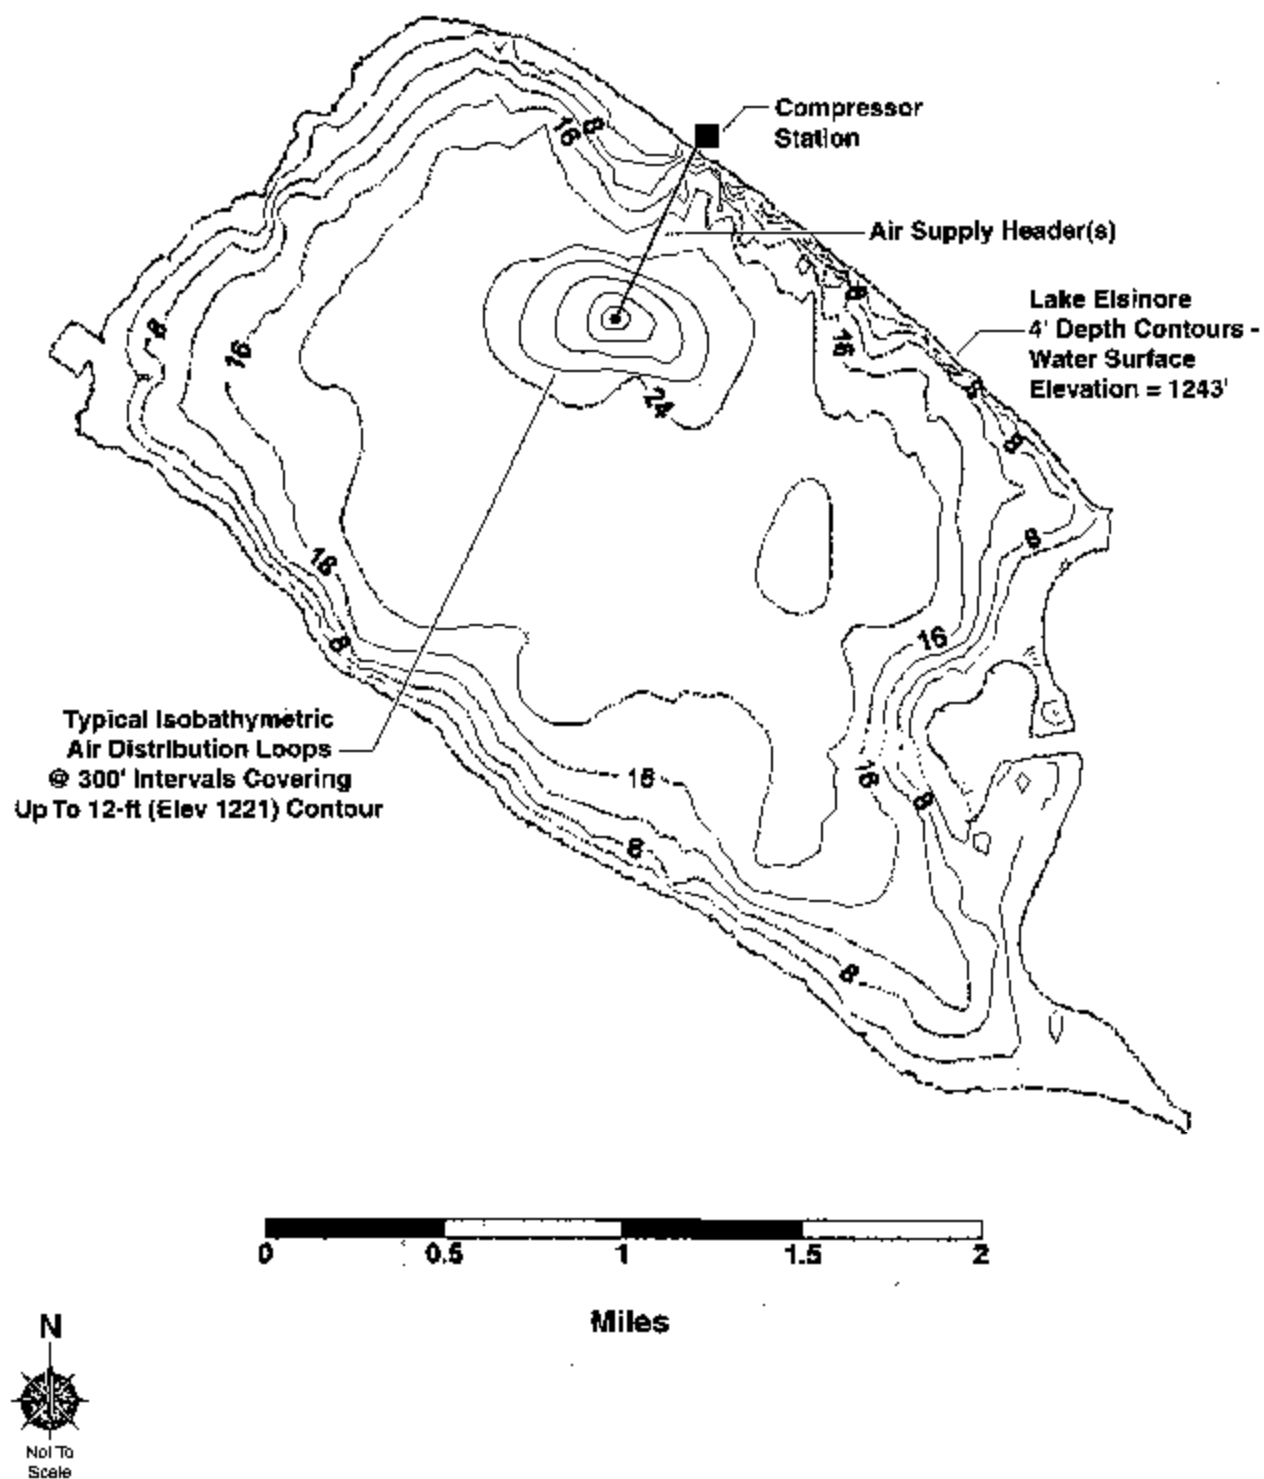 Compressor
Station
16
8
Air Supply Header(s)
Lake Elsinore
4' Depth Contours -
Water Surface
Elevation = 1243'
8
8
16
16
8
24
8
8
16
8
16
8
Typical Isobathymetric
Air Distribution Loops
@ 300' Intervals Covering
Up To 12-ft (Elev 1221) Contour
16
16
8
8
8
0 0.5 1 1.5 2
Miles
N
Not To
Scale